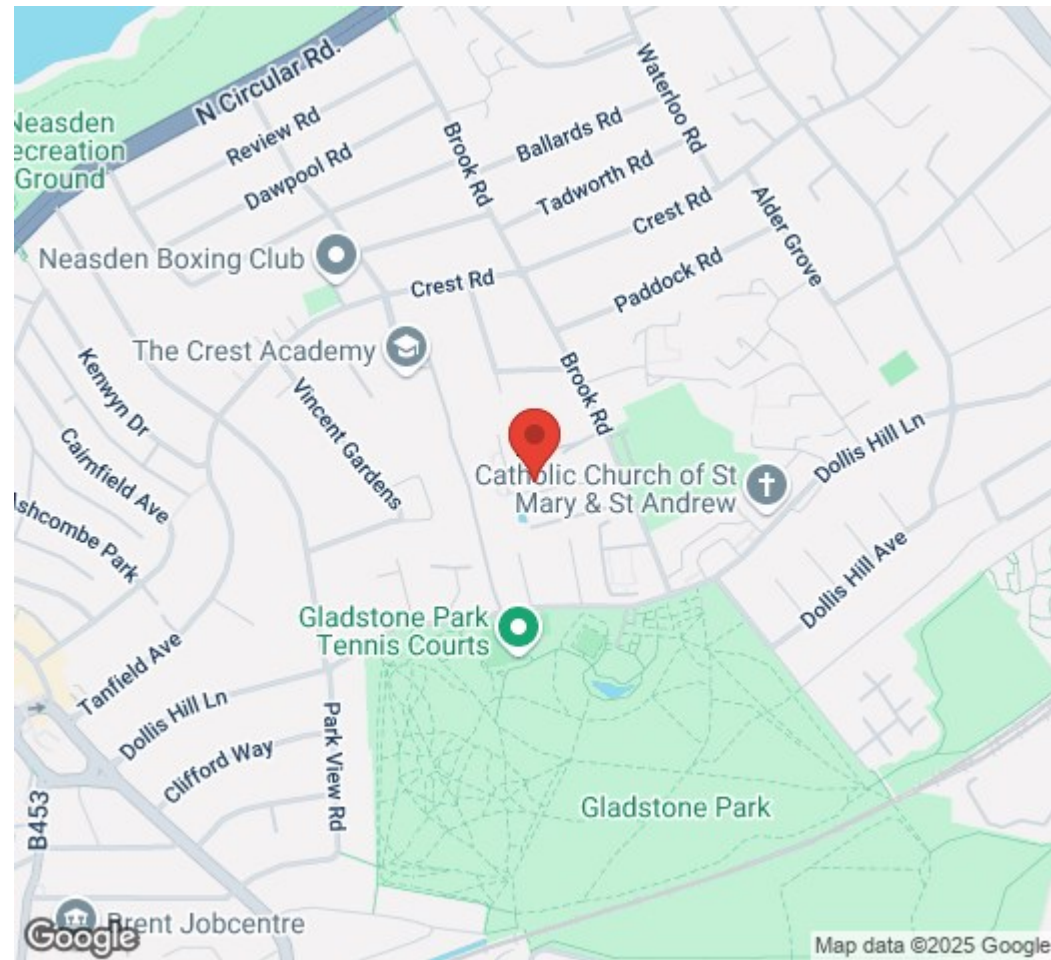 N Circular Rd.
Waterloo Rd
Neasden
Recreation
Ground
Review Rd
Dawpool Rd
Brook Rd
Ballards Rd
Tadworth Rd
Crest Rd
Alder Grove
Neasden Boxing Club
Crest Rd
Paddock Rd
The Crest Academy
Kenwyn Dr
Vincent Gardens
Brook Rd
Cairnfield Ave
Dollis Hill Ln
Catholic Church of St
Mary & St Andrew
Ashcombe Park
Dollis Hill Ave
Gladstone Park
Tennis Courts
Tanfield Ave
Dollis Hill Ln
Clifford Way
Park View Rd
B453
Gladstone Park
Brent Jobcentre
Google
Map data ©2025 Google